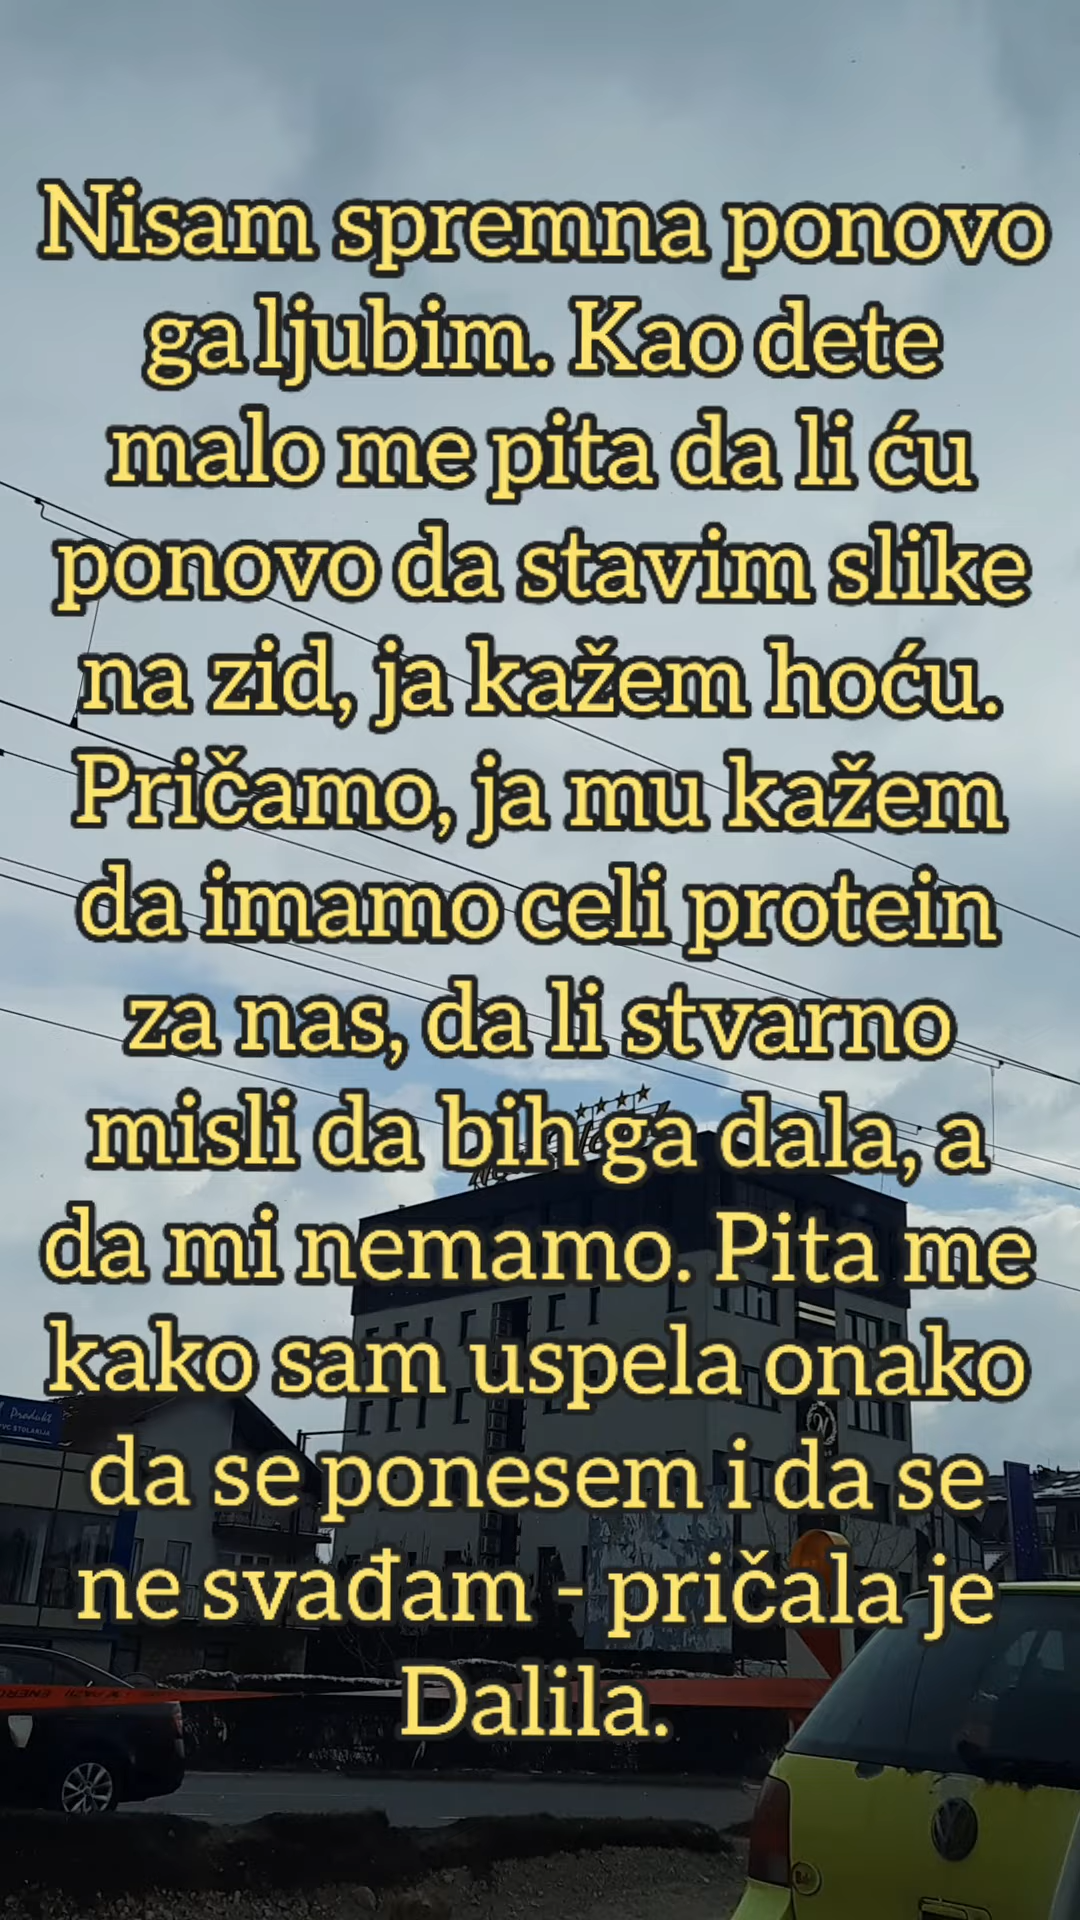 Nisam spremna ponovo
ga ljubim. Kao dete
malo me pita da li ću
ponovo da stavim slike
na zid, ja kažem hoću.
Pričamo, ja mu kažem
da imamo celi protein
za nas, da li stvarno
misli da bih ga dala, a
da mi nemamo. Pita me
kako sam uspela onako
da se ponesem i da se
ne svađam - pričala je
Dalila.
Produkt
PVC STOLARIJA